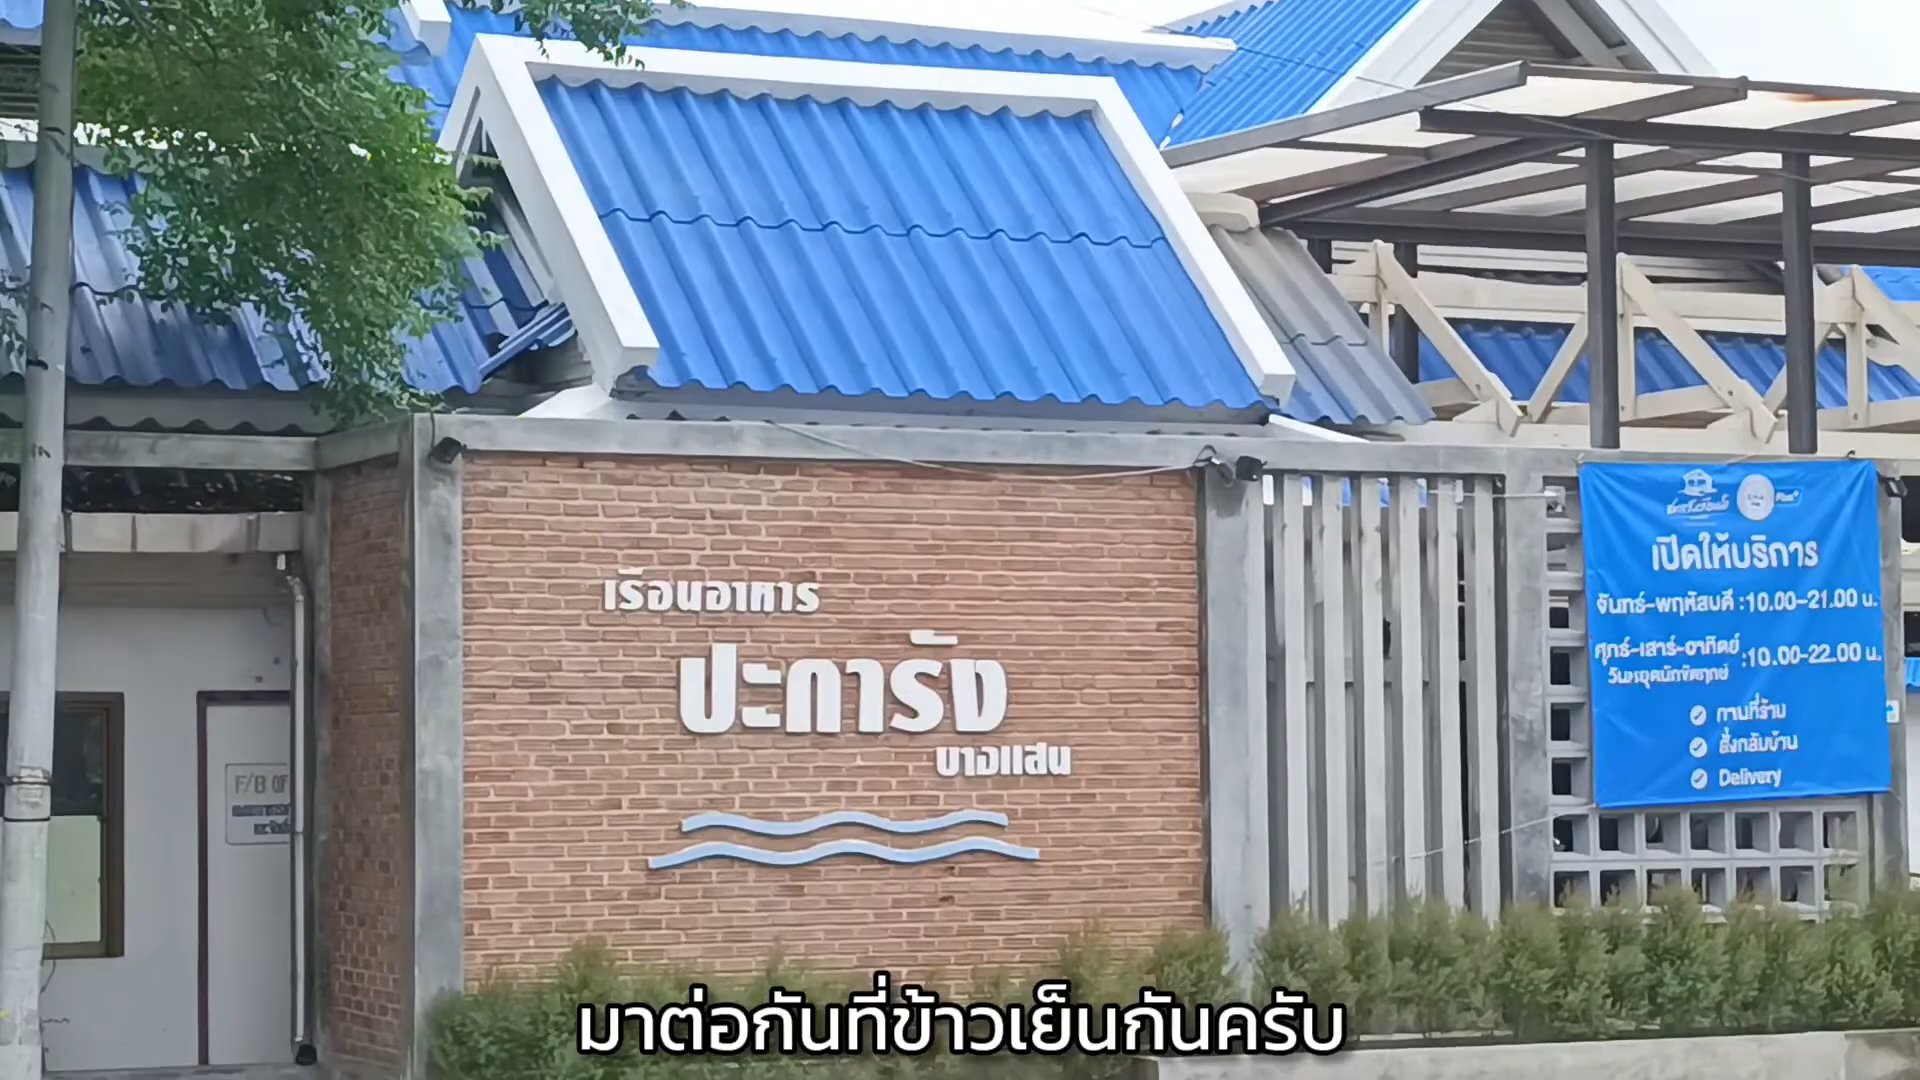 เรือนอาหาร
ปะการัง
บางแสน
Plus+
เปิดให้บริการ
จันทร์-พฤหัสบดี :10.00-21.00 น.
ศุกร์-เสาร์-อาทิตย์ :10.00-22.00 น.
วันหยุดนักขัตฤกษ์
ทานที่ร้าน
สั่งกลับบ้าน
Delivery
F/B OF
มาต่อกันที่ข้าวเย็นกันครับ